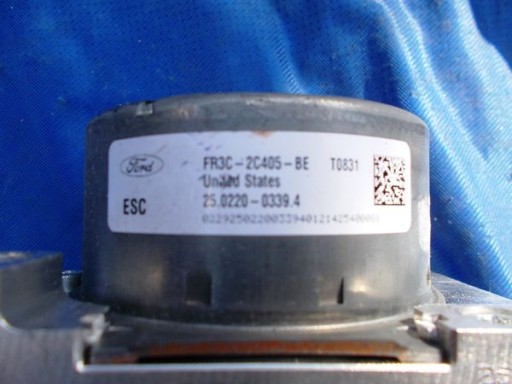 Ford FR3C-2C405-BE T0831
United States
ESC 25.0220-0339.4